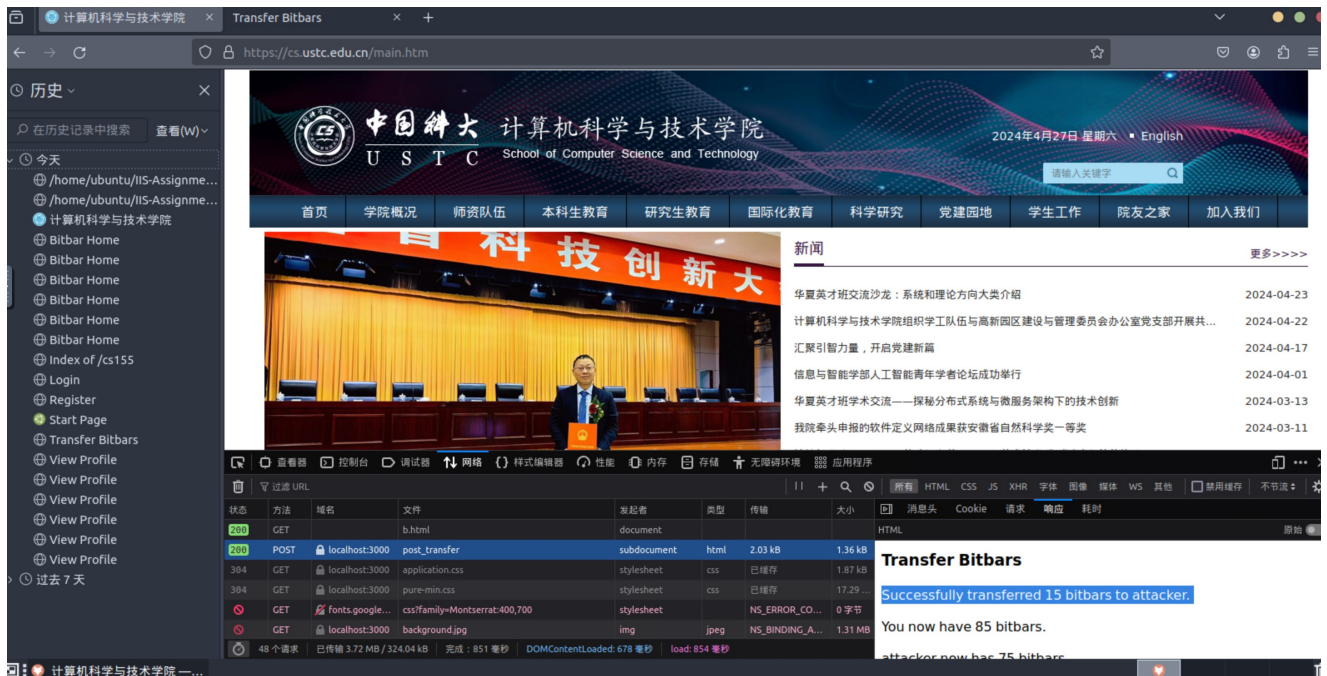 计算机科学与技术学院 × Transfer Bitbars × +
https://cs.ustc.edu.cn/main.htm
历史 ×
在历史记录中搜索 查看(W)
今天
/home/ubuntu/IIS-Assignme...
/home/ubuntu/IIS-Assignme...
计算机科学与技术学院
Bitbar Home
Bitbar Home
Bitbar Home
Bitbar Home
Bitbar Home
Bitbar Home
Index of /cs155
Login
Register
Start Page
Transfer Bitbars
View Profile
View Profile
View Profile
View Profile
View Profile
View Profile
过去 7 天
CS
中国科大 计算机科学与技术学院
USTC School of Computer Science and Technology
2024年4月27日 星期六 ▪ English
请输入关键字
首页 学院概况 师资队伍 本科生教育 研究生教育 国际化教育 科学研究 党建园地 学生工作 院友之家 加入我们
省科技创新大
新闻 更多>>>>
华夏英才班交流沙龙：系统和理论方向大类介绍 2024-04-23
计算机科学与技术学院组织学工队伍与高新园区建设与管理委员会办公室党支部开展共... 2024-04-22
汇聚引智力量，开启党建新篇 2024-04-17
信息与智能学部人工智能青年学者论坛成功举行 2024-04-01
华夏英才班学术交流——探秘分布式系统与微服务架构下的技术创新 2024-03-13
我院牵头申报的软件定义网络成果获安徽省自然科学奖一等奖 2024-03-11
查看器 控制台 调试器 网络 样式编辑器 性能 内存 存储 无障碍环境 应用程序
过滤 URL 所有 HTML CSS JS XHR 字体 图像 媒体 WS 其他 禁用缓存 不节流
状态 方法 域名 文件 发起者 类型 传输 大小 消息头 Cookie 请求 响应 耗时
200 GET b.html document
HTML 原始
200 POST localhost:3000 post_transfer subdocument html 2.03 kB 1.36 kB
304 GET localhost:3000 application.css stylesheet css 已缓存 1.87 kB
304 GET localhost:3000 pure-min.css stylesheet css 已缓存 17.29 ...
GET fonts.google... css?family=Montserrat:400,700 stylesheet NS_ERROR_CO... 0 字节
GET localhost:3000 background.jpg img jpeg NS_BINDING_A... 1.31 MB
48 个请求 已传输 3.72 MB / 324.04 kB 完成：851 毫秒 DOMContentLoaded: 678 毫秒 load: 854 毫秒
Transfer Bitbars
Successfully transferred 15 bitbars to attacker.
You now have 85 bitbars.
attacker now has 75 bitbars
计算机科学与技术学院 —...